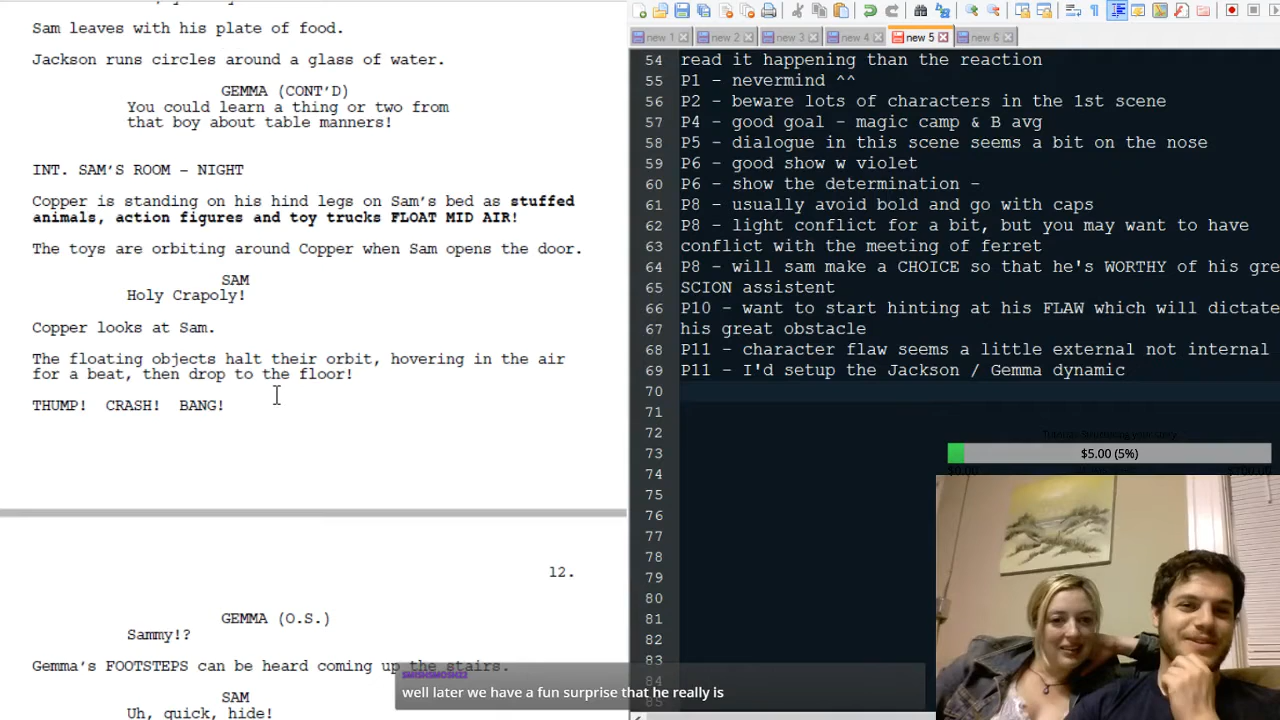 Sam leaves with his plate of food.
Jackson runs circles around a glass of water.
GEMMA (CONT'D)
You could learn a thing or two from
that boy about table manners!
INT. SAM'S ROOM - NIGHT
Copper is standing on his hind legs on Sam's bed as stuffed
animals, action figures and toy trucks FLOAT MID AIR!
The toys are orbiting around Copper when Sam opens the door.
SAM
Holy Crapoly!
Copper looks at Sam.
The floating objects halt their orbit, hovering in the air
for a beat, then drop to the floor!
THUMP! CRASH! BANG!
12.
GEMMA (O.S.)
Sammy!?
Gemma's FOOTSTEPS can be heard coming up the stairs.
SAM
Uh, quick, hide!
new 1
new 2
new 3
new 4
new 5
new 6
54 read it happening than the reaction
55 P1 - nevermind ^^
56 P2 - beware lots of characters in the 1st scene
57 P4 - good goal - magic camp & B avg
58 P5 - dialogue in this scene seems a bit on the nose
59 P6 - good show w violet
60 P6 - show the determination -
61 P8 - usually avoid bold and go with caps
62 P8 - light conflict for a bit, but you may want to have
63 conflict with the meeting of ferret
64 P8 - will sam make a CHOICE so that he's WORTHY of his gre
65 SCION assistent
66 P10 - want to start hinting at his FLAW which will dictate
67 his great obstacle
68 P11 - character flaw seems a little external not internal
69 P11 - I'd setup the Jackson / Gemma dynamic
70
71
72
73
74
75
76
77
78
79
80
81
82
83
84
85
$5.00 (5%)
$0.00
SMISHSMOSH22
well later we have a fun surprise that he really is